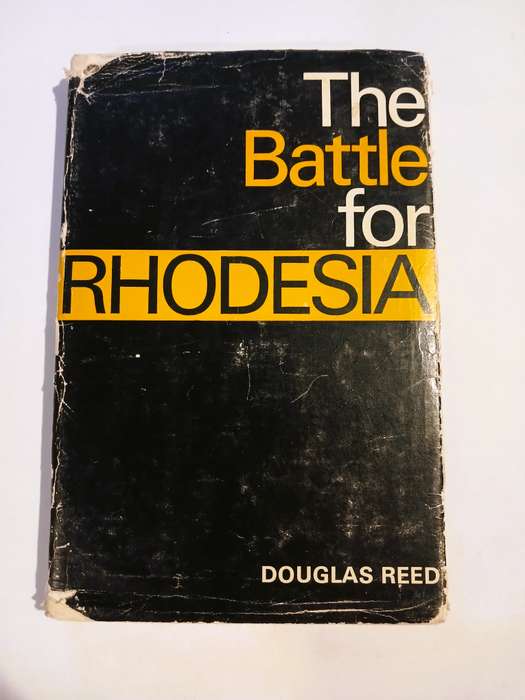 The
Battle
for
RHODESIA
DOUGLAS REED